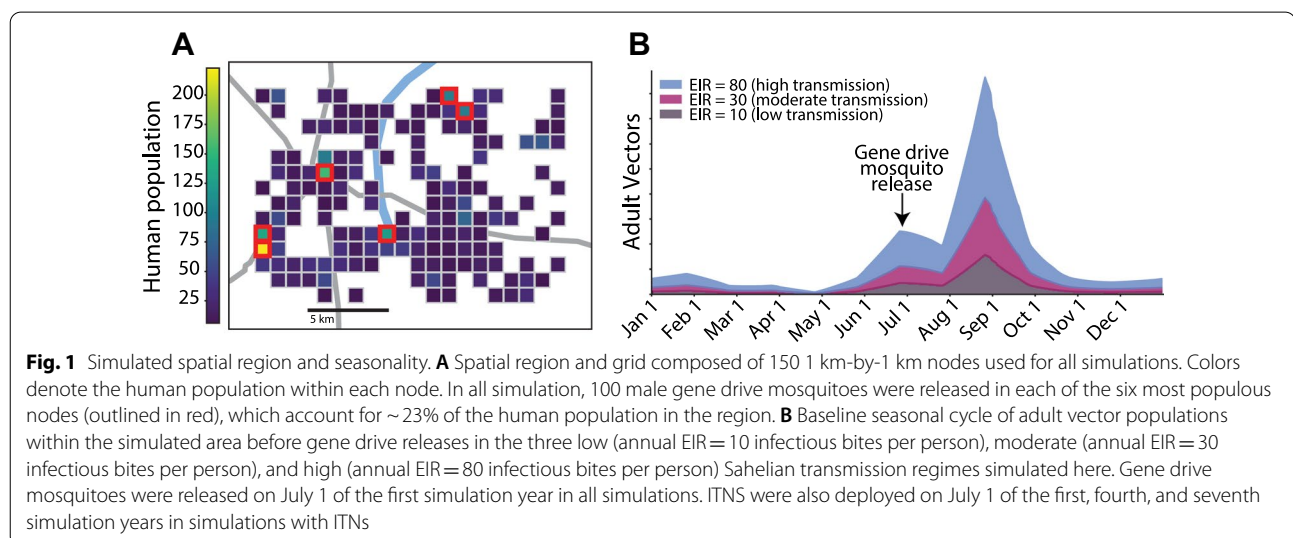 A
B
Human population
200
175
150
125
100
75
50
25
5 km
EIR = 80 (high transmission)
EIR = 30 (moderate transmission)
EIR = 10 (low transmission)
Gene drive
mosquito
release
Adult Vectors
Jan 1
Feb 1
Mar 1
Apr 1
May 1
Jun 1
Jul 1
Aug 1
Sep 1
Oct 1
Nov 1
Dec 1
Fig. 1 Simulated spatial region and seasonality. A Spatial region and grid composed of 150 1 km-by-1 km nodes used for all simulations. Colors
denote the human population within each node. In all simulation, 100 male gene drive mosquitoes were released in each of the six most populous
nodes (outlined in red), which account for ~ 23% of the human population in the region. B Baseline seasonal cycle of adult vector populations
within the simulated area before gene drive releases in the three low (annual EIR = 10 infectious bites per person), moderate (annual EIR = 30
infectious bites per person), and high (annual EIR = 80 infectious bites per person) Sahelian transmission regimes simulated here. Gene drive
mosquitoes were released on July 1 of the first simulation year in all simulations. ITNS were also deployed on July 1 of the first, fourth, and seventh
simulation years in simulations with ITNs